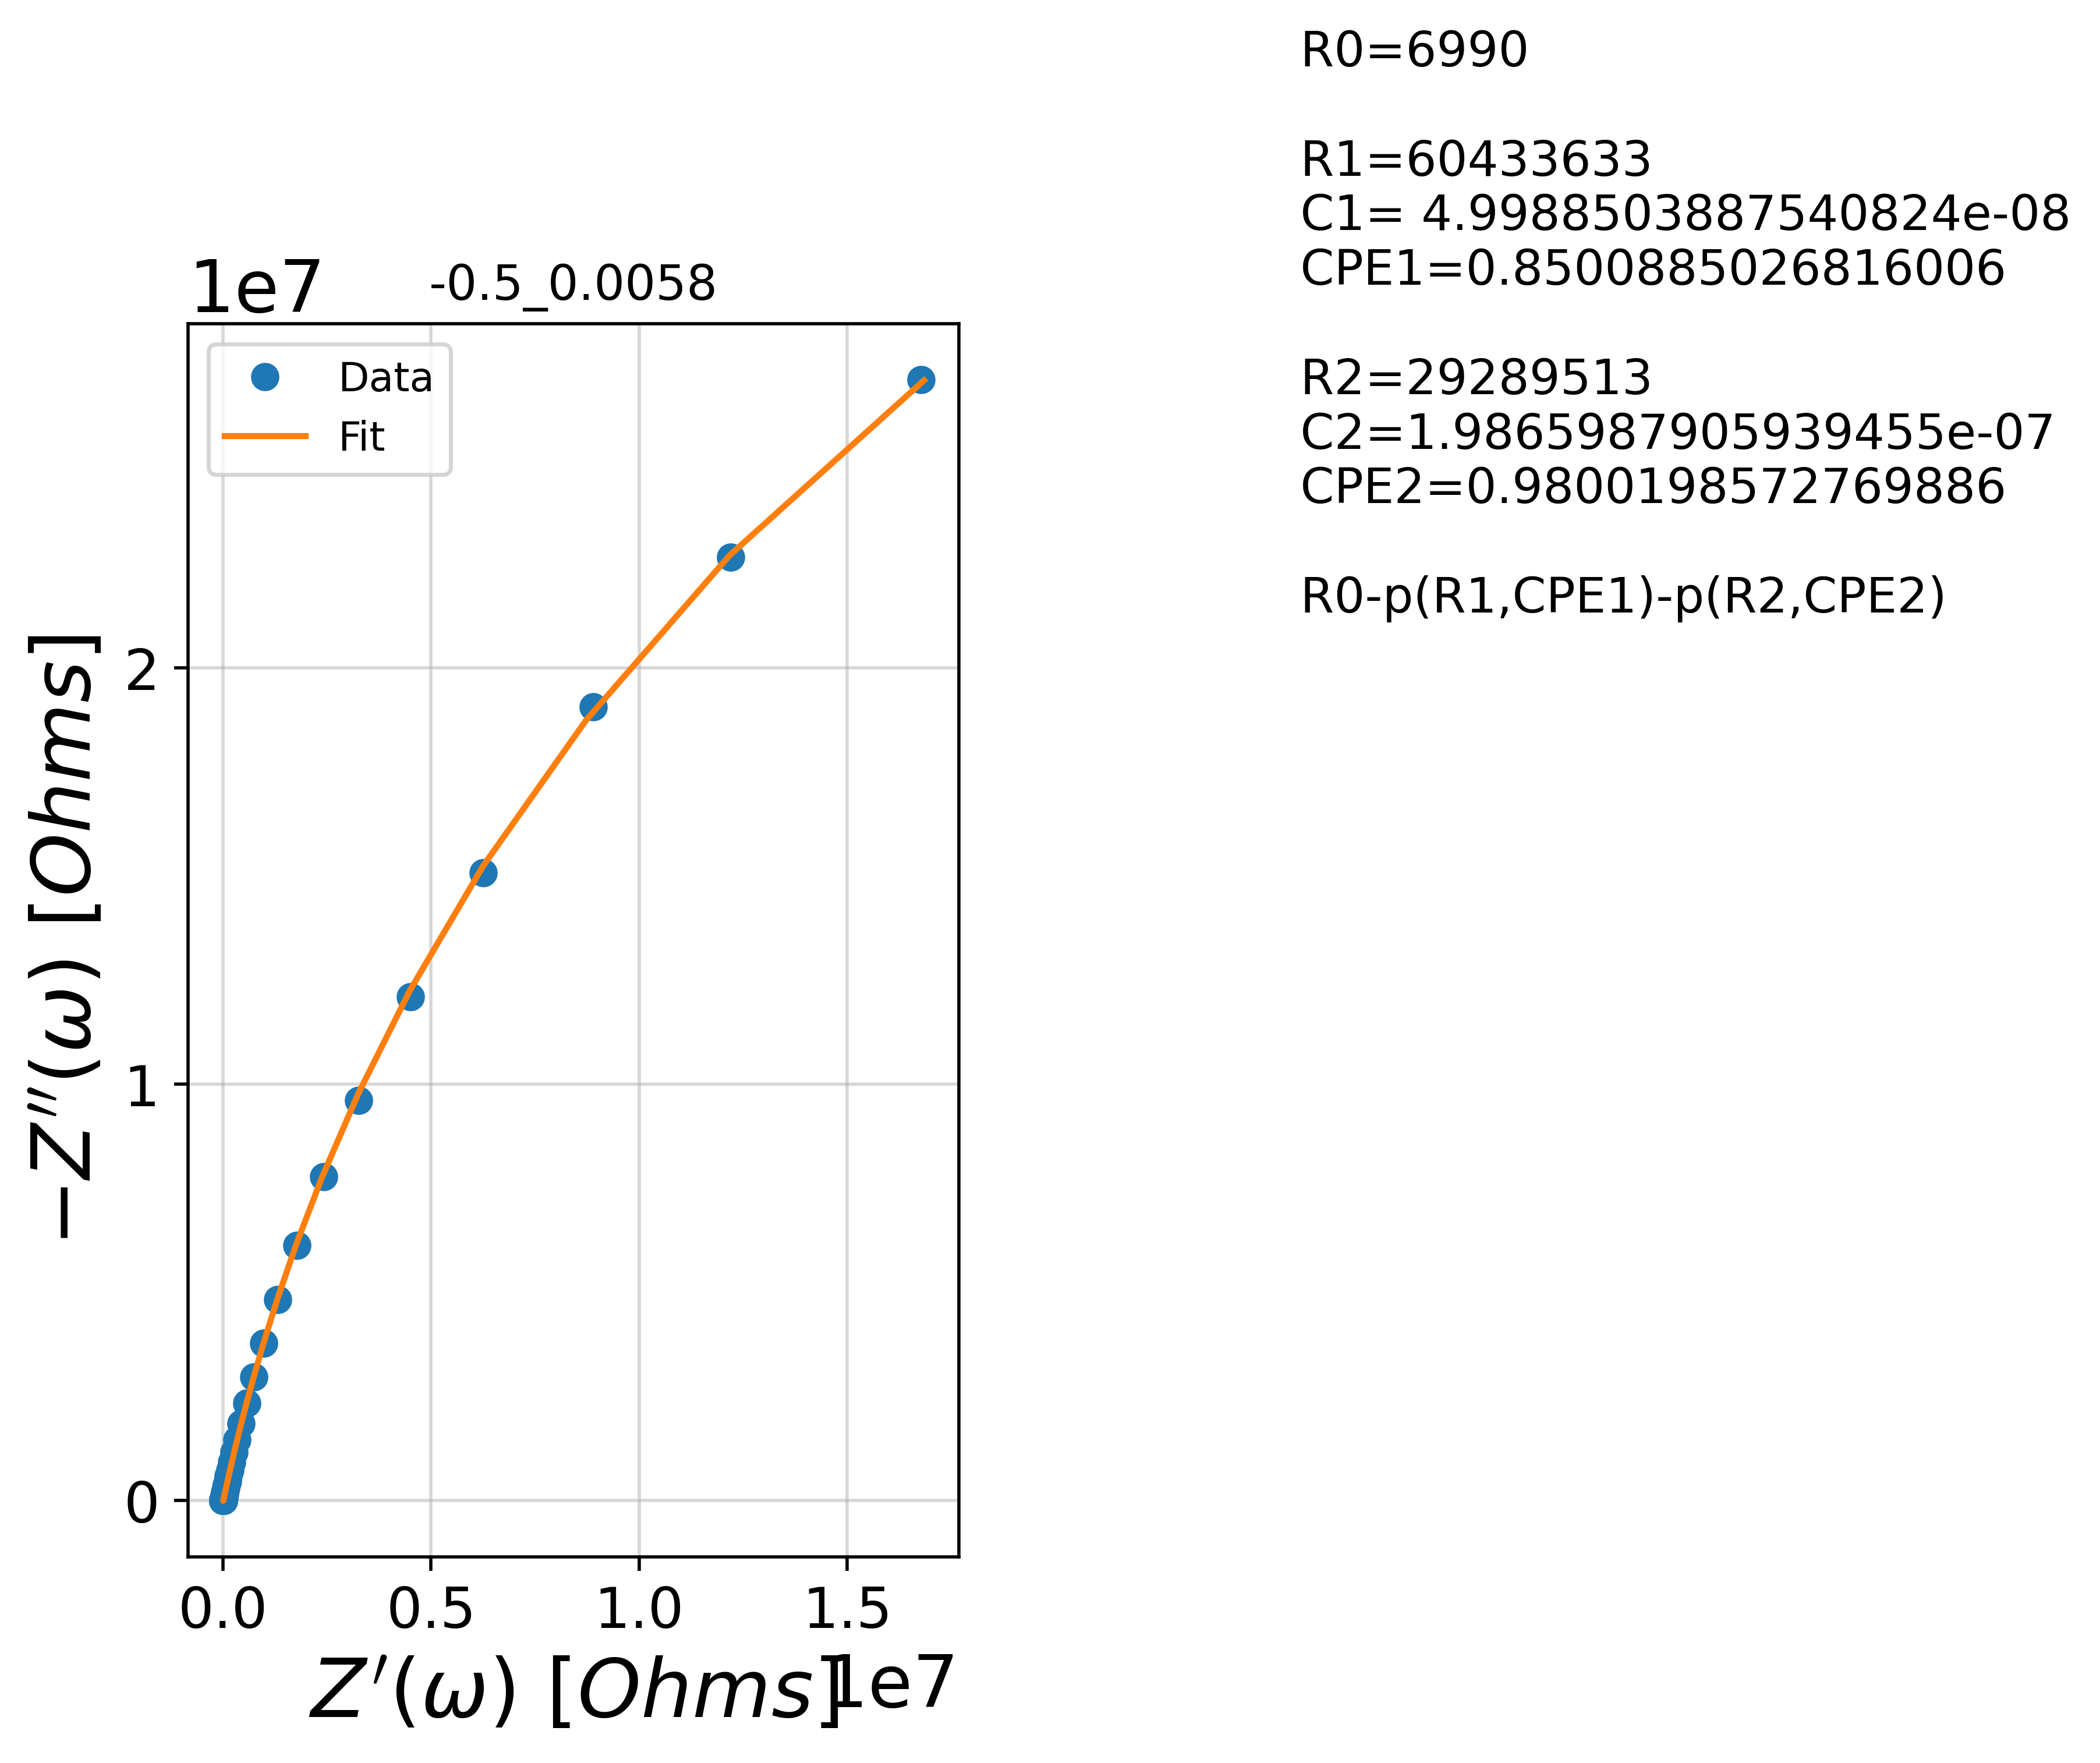 R0=6990
R1=60433633
C1= 4.9988503887540824e-08
CPE1=0.8500885026816006
R2=29289513
C2=1.9865987905939455e-07
CPE2=0.9800198572769886
R0-p(R1,CPE1)-p(R2,CPE2)
1e7
-0.5_0.0058
Data
Fit
2
1
0
−Z′′(ω) [Ohms]
0.0 0.5 1.0 1.5
Z′(ω) [Ohms]
1e7